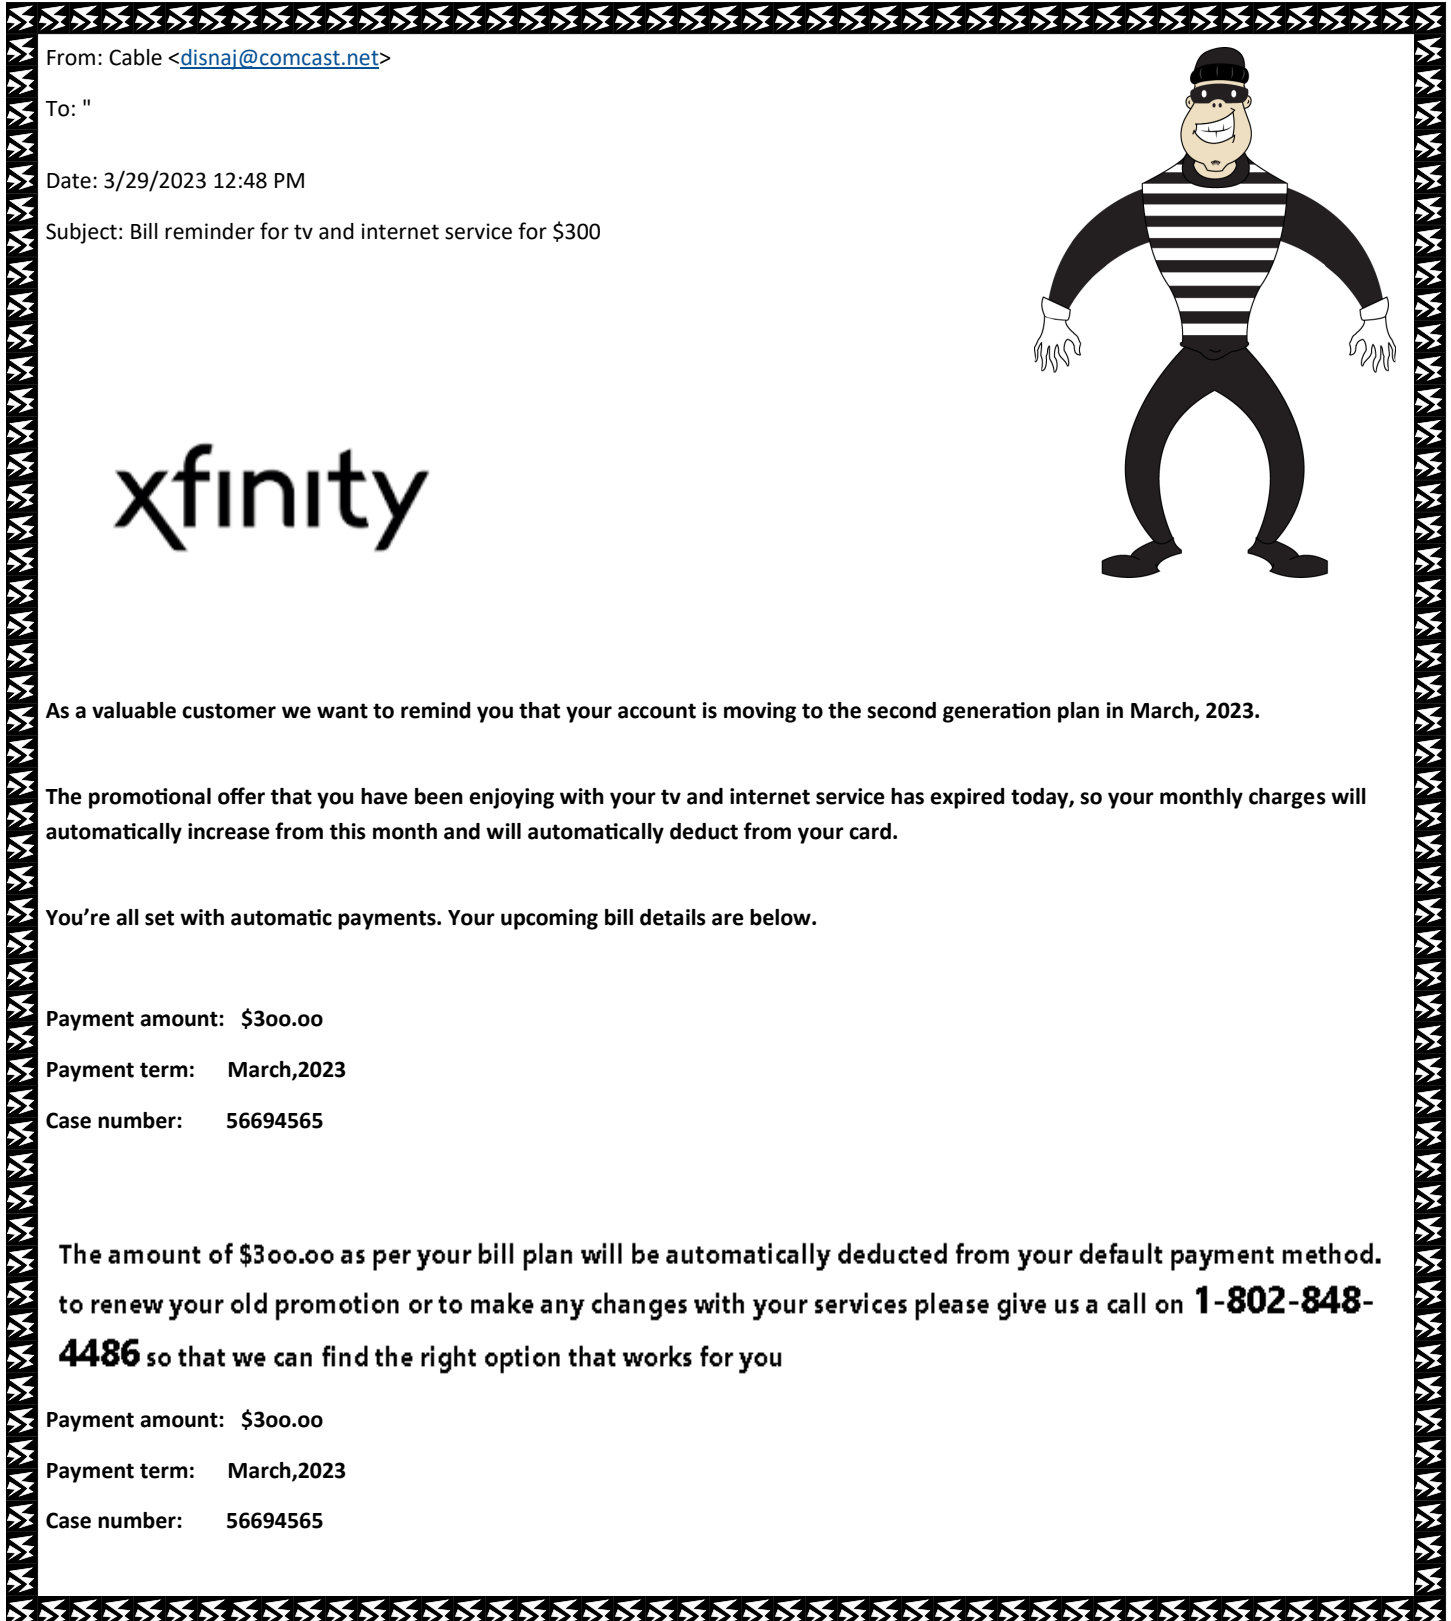 From: Cable <disnaj@comcast.net>
To: "
Date: 3/29/2023 12:48 PM
Subject: Bill reminder for tv and internet service for $300
xfinity
As a valuable customer we want to remind you that your account is moving to the second generation plan in March, 2023.
The promotional offer that you have been enjoying with your tv and internet service has expired today, so your monthly charges will
automatically increase from this month and will automatically deduct from your card.
You’re all set with automatic payments. Your upcoming bill details are below.
Payment amount: $3oo.oo
Payment term: March,2023
Case number: 56694565
The amount of $3oo.oo as per your bill plan will be automatically deducted from your default payment method.
to renew your old promotion or to make any changes with your services please give us a call on 1-802-848-
4486 so that we can find the right option that works for you
Payment amount: $3oo.oo
Payment term: March,2023
Case number: 56694565